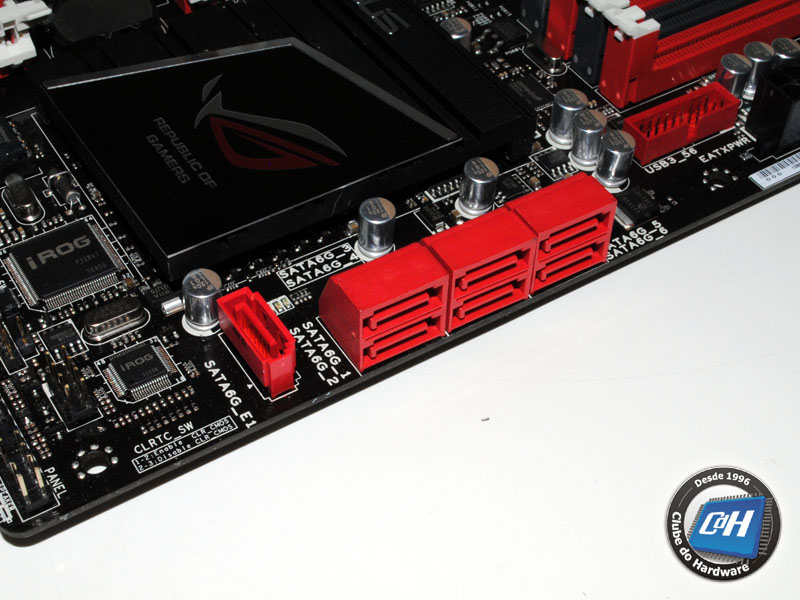 REPUBLIC OF
GAMERS
USB3_56
EATXPWR
iROG
SATA6G_3
SATA6G_4
SATA6G_5
SATA6G_6
SATA6G_1
SATA6G_2
SATA6G_E1
iROG
CLRTC_SW
1-2:Enable CLR_CMOS
2-3:Disable CLR_CMOS
PANEL
SPEAKER
Desde 1996
CdH
Clube do Hardware